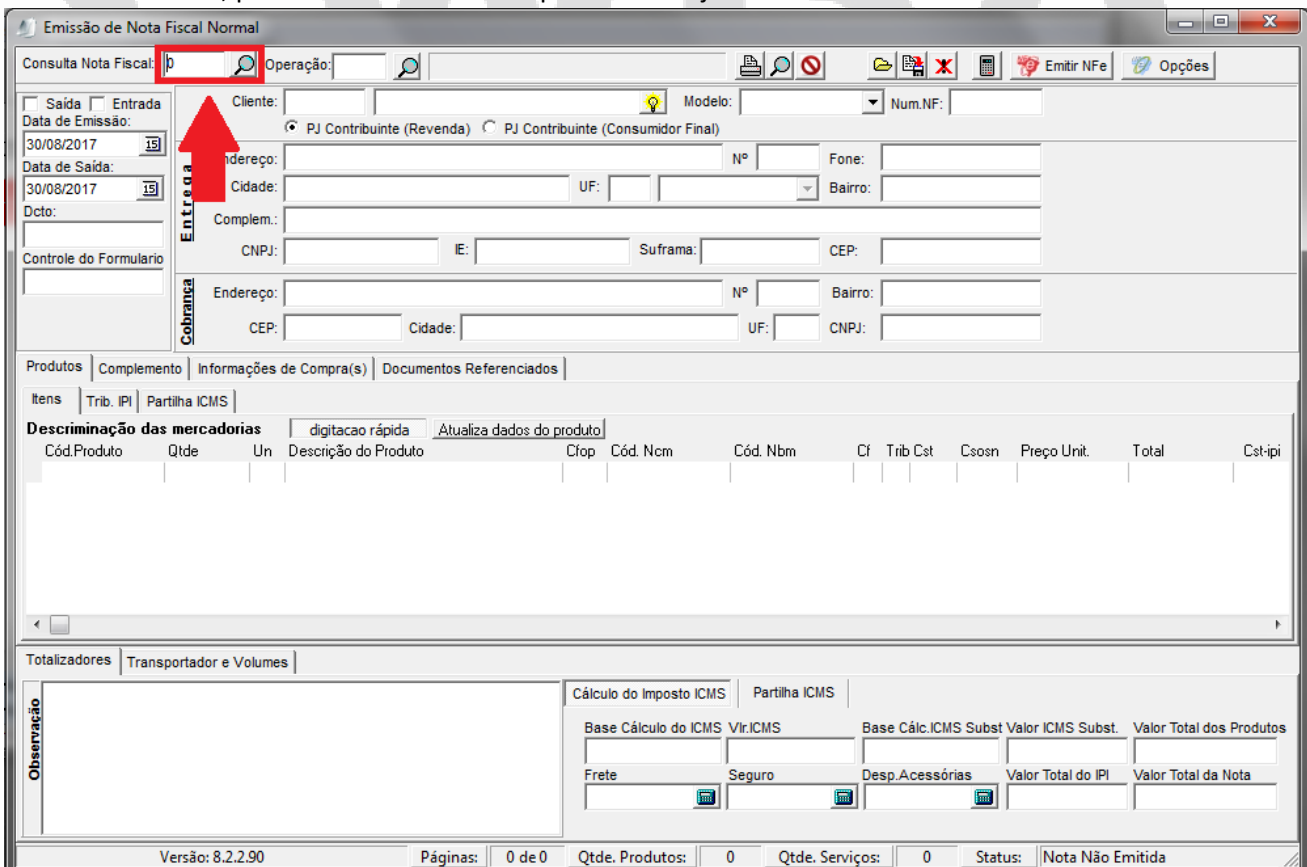 Emissão de Nota Fiscal Normal
Consulta Nota Fiscal: 0 Operação: Emitir NFe Opções
Saída Entrada Cliente: Modelo: Num.NF:
Data de Emissão: PJ Contribuinte (Revenda) PJ Contribuinte (Consumidor Final)
30/08/2017 15
Data de Saída:
30/08/2017 15
Dcto:
Controle do Formulario
Entrega
Endereço: Nº Fone:
Cidade: UF: Bairro:
Complem.:
CNPJ: IE: Suframa: CEP:
Cobrança
Endereço: Nº Bairro:
CEP: Cidade: UF: CNPJ:
Produtos Complemento Informações de Compra(s) Documentos Referenciados
Itens Trib. IPI Partilha ICMS
Descriminação das mercadorias digitacao rápida Atualiza dados do produto
Cód.Produto Qtde Un Descrição do Produto Cfop Cód. Ncm Cód. Nbm Cf Trib Cst Csosn Preço Unit. Total Cst-ipi
Totalizadores Transportador e Volumes
Observação
Cálculo do Imposto ICMS Partilha ICMS
Base Cálculo do ICMS Vlr.ICMS Base Cálc.ICMS Subst Valor ICMS Subst. Valor Total dos Produtos
Frete Seguro Desp.Acessórias Valor Total do IPI Valor Total da Nota
Versão: 8.2.2.90 Páginas: 0 de 0 Qtde. Produtos: 0 Qtde. Serviços: 0 Status: Nota Não Emitida